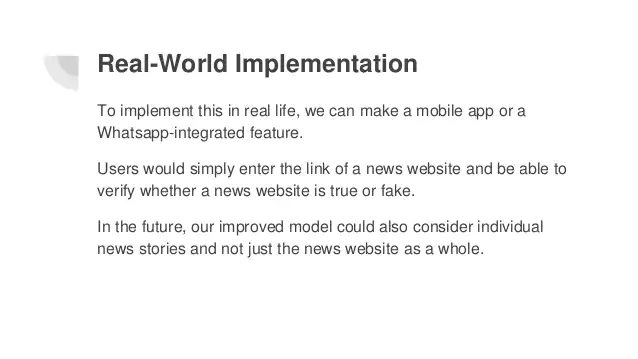 Real-World Implementation
To implement this in real life, we can make a mobile app or a
Whatsapp-integrated feature.
Users would simply enter the link of a news website and be able to
verify whether a news website is true or fake.
In the future, our improved model could also consider individual
news stories and not just the news website as a whole.